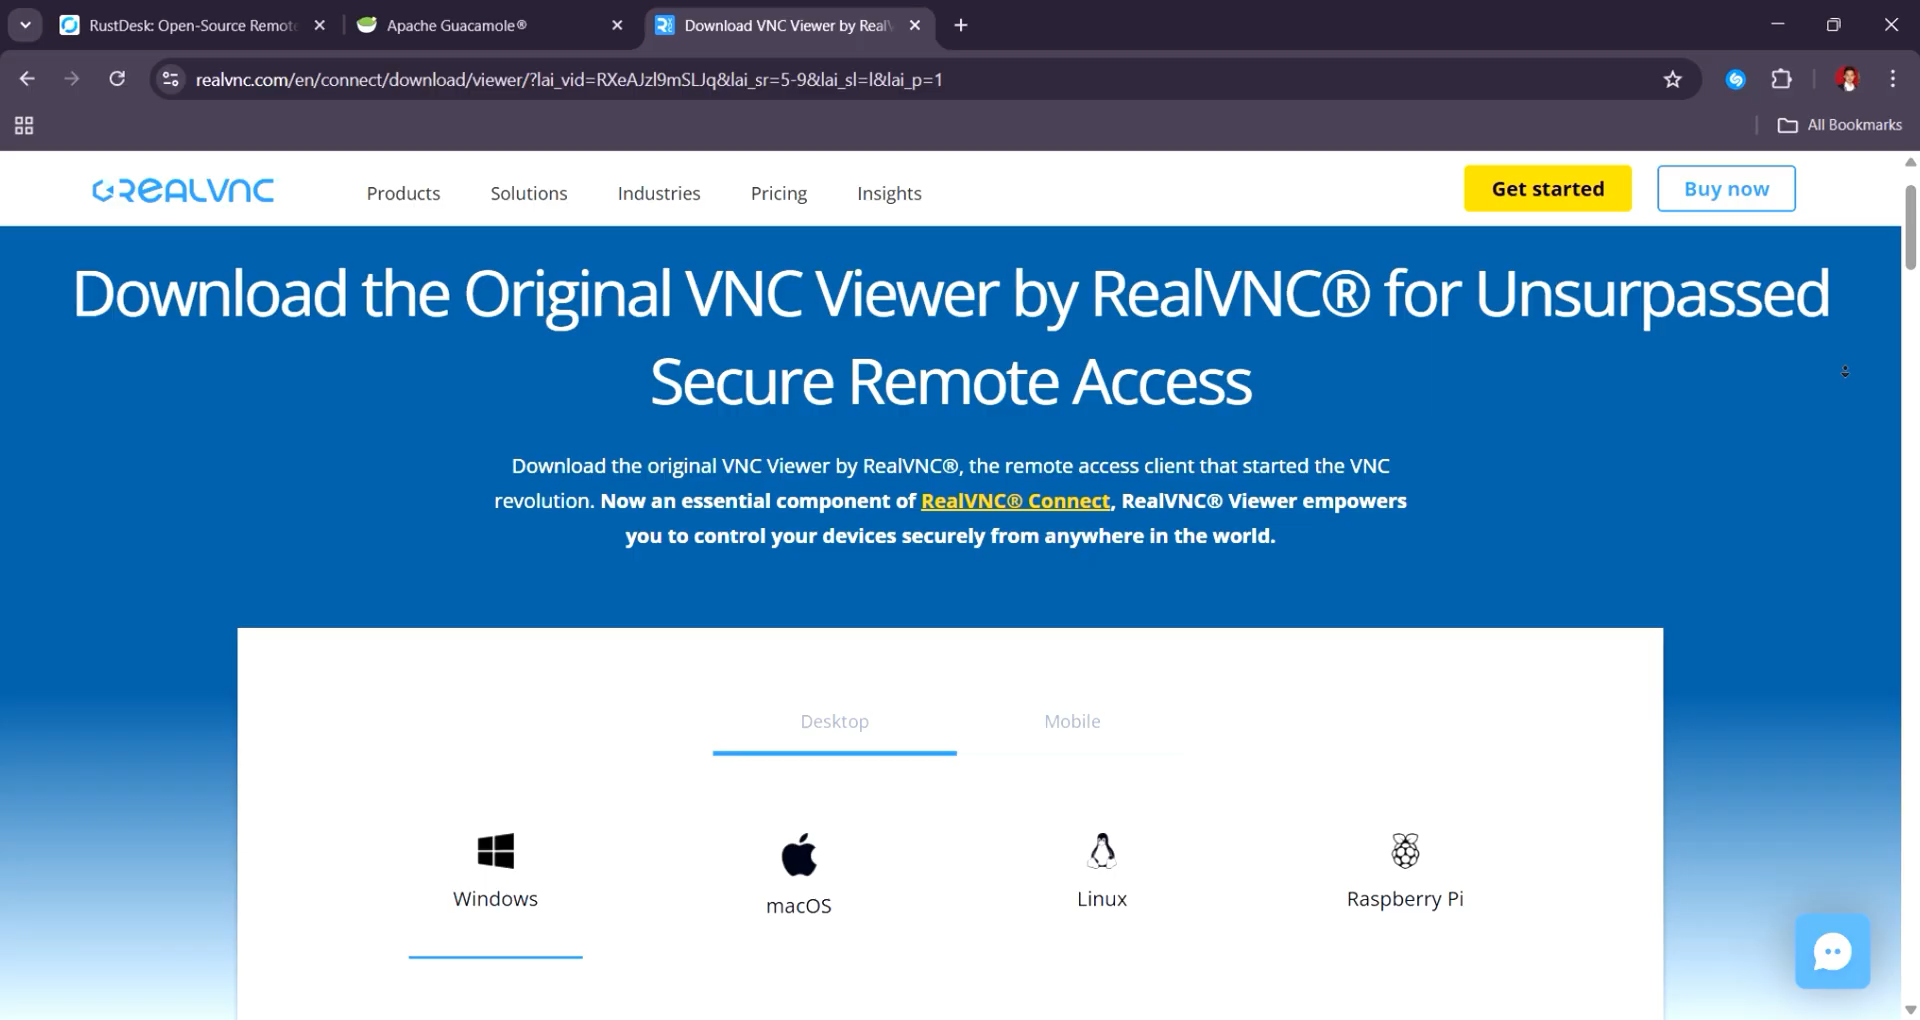 RustDesk: Open-Source Remote
Apache Guacamole®
Download VNC Viewer by Real
realvnc.com/en/connect/download/viewer/?lai_vid=RXeAJzl9mSLJq&lai_sr=5-9&lai_sl=l&lai_p=1
All Bookmarks
REALVNC
Products
Solutions
Industries
Pricing
Insights
Get started
Buy now
Download the Original VNC Viewer by RealVNC® for Unsurpassed
Secure Remote Access
Download the original VNC Viewer by RealVNC®, the remote access client that started the VNC
revolution. Now an essential component of RealVNC® Connect, RealVNC® Viewer empowers
you to control your devices securely from anywhere in the world.
Desktop
Mobile
Windows
macOS
Linux
Raspberry Pi